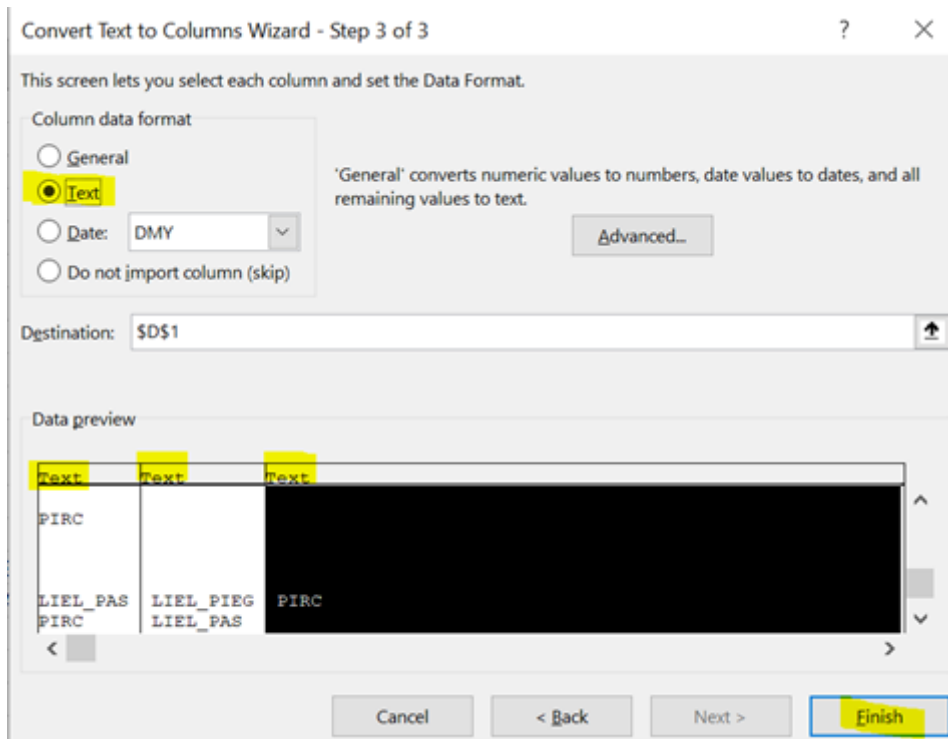 Convert Text to Columns Wizard - Step 3 of 3 ?
This screen lets you select each column and set the Data Format.
Column data format
General
Text
Date: DMY
Do not import column (skip)
'General' converts numeric values to numbers, date values to dates, and all
remaining values to text.
Advanced...
Destination: $D$1
Data preview
Text Text Text
PIRC
LIEL_PAS LIEL_PIEG PIRC
PIRC LIEL_PAS
Cancel < Back Next > Finish